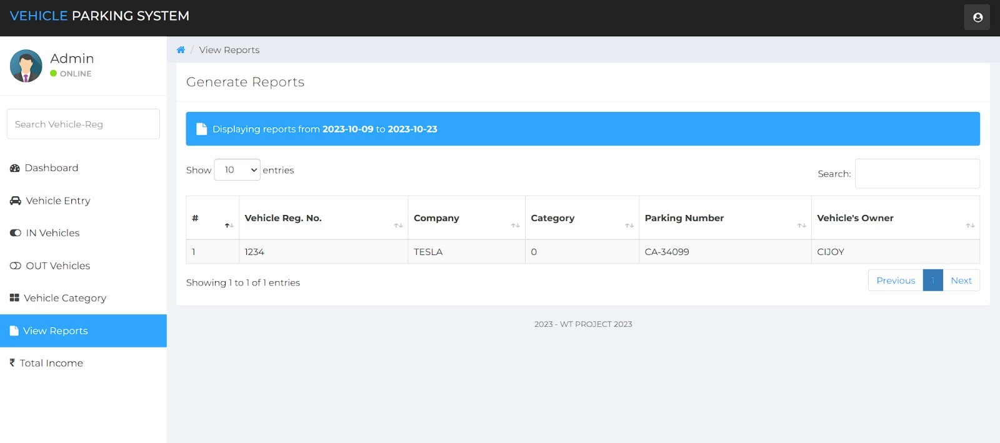 VEHICLE PARKING SYSTEM
Admin
ONLINE
Search Vehicle-Reg
Dashboard
Vehicle Entry
IN Vehicles
OUT Vehicles
Vehicle Category
View Reports
₹ Total Income
/ View Reports
Generate Reports
Displaying reports from 2023-10-09 to 2023-10-23
Show 10 entries
Search:
# Vehicle Reg. No. Company Category Parking Number Vehicle's Owner
1 1234 TESLA 0 CA-34099 CIJOY
Showing 1 to 1 of 1 entries
Previous 1 Next
2023 - WT PROJECT 2023